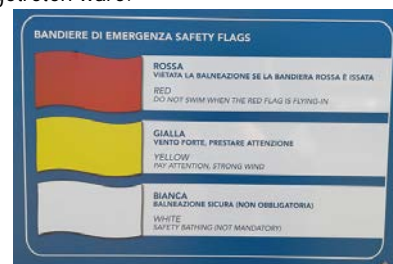 BANDIERE DI EMERGENZA SAFETY FLAGS
ROSSA
VIETATA LA BALNEAZIONE SE LA BANDIERA ROSSA È ISSATA
RED
DO NOT SWIM WHEN THE RED FLAG IS FLYING-IN
GIALLA
VENTO FORTE, PRESTARE ATTENZIONE
YELLOW
PAY ATTENTION, STRONG WIND
BIANCA
BALNEAZIONE SICURA (NON OBBLIGATORIA)
WHITE
SAFETY BATHING (NOT MANDATORY)